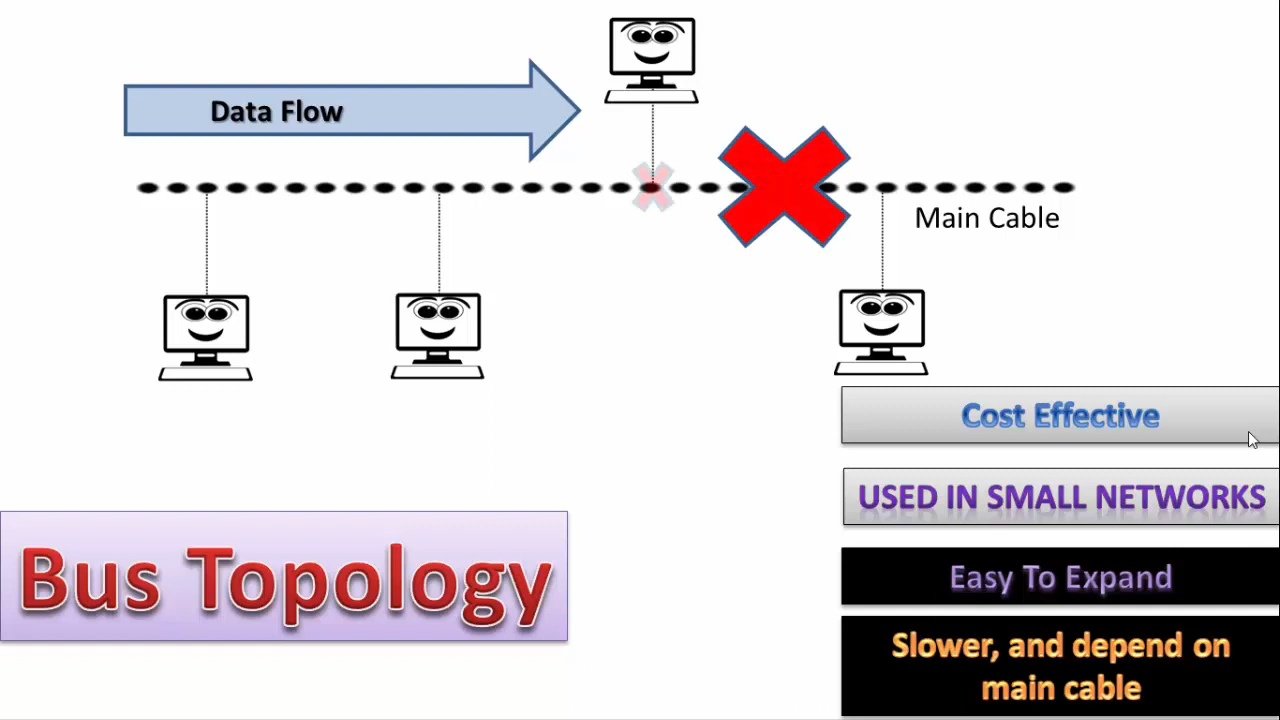 Data Flow
Main Cable
Cost Effective
USED IN SMALL NETWORKS
Bus Topology
Easy To Expand
Slower, and depend on
main cable